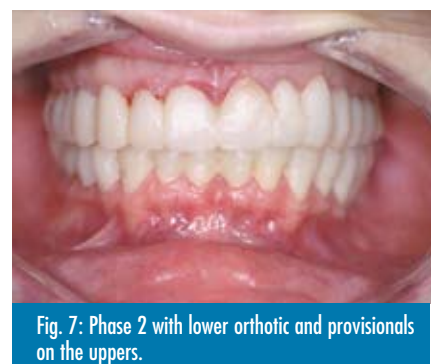 Fig. 7: Phase 2 with lower orthotic and provisionals
on the uppers.